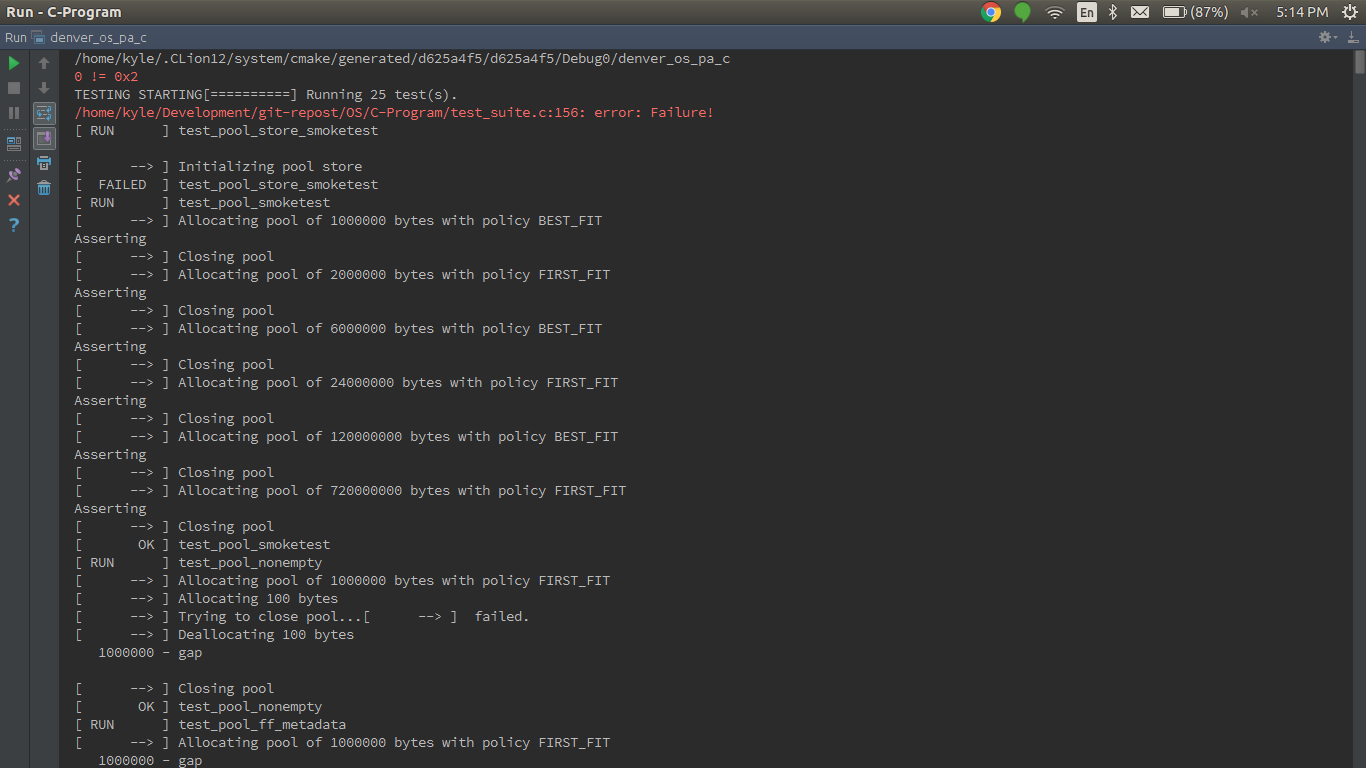 Run - C-Program
En
(87%)
5:14 PM
Run denver_os_pa_c
/home/kyle/.CLion12/system/cmake/generated/d625a4f5/d625a4f5/Debug0/denver_os_pa_c
0 != 0x2
TESTING STARTING[==========] Running 25 test(s).
/home/kyle/Development/git-repost/OS/C-Program/test_suite.c:156: error: Failure!
[ RUN      ] test_pool_store_smoketest
[      --> ] Initializing pool store
[  FAILED  ] test_pool_store_smoketest
[ RUN      ] test_pool_smoketest
[      --> ] Allocating pool of 1000000 bytes with policy BEST_FIT
Asserting
[      --> ] Closing pool
[      --> ] Allocating pool of 2000000 bytes with policy FIRST_FIT
Asserting
[      --> ] Closing pool
[      --> ] Allocating pool of 6000000 bytes with policy BEST_FIT
Asserting
[      --> ] Closing pool
[      --> ] Allocating pool of 24000000 bytes with policy FIRST_FIT
Asserting
[      --> ] Closing pool
[      --> ] Allocating pool of 120000000 bytes with policy BEST_FIT
Asserting
[      --> ] Closing pool
[      --> ] Allocating pool of 720000000 bytes with policy FIRST_FIT
Asserting
[      --> ] Closing pool
[       OK ] test_pool_smoketest
[ RUN      ] test_pool_nonempty
[      --> ] Allocating pool of 1000000 bytes with policy FIRST_FIT
[      --> ] Allocating 100 bytes
[      --> ] Trying to close pool...[      --> ]  failed.
[      --> ] Deallocating 100 bytes
   1000000 - gap
[      --> ] Closing pool
[       OK ] test_pool_nonempty
[ RUN      ] test_pool_ff_metadata
[      --> ] Allocating pool of 1000000 bytes with policy FIRST_FIT
   1000000 - gap